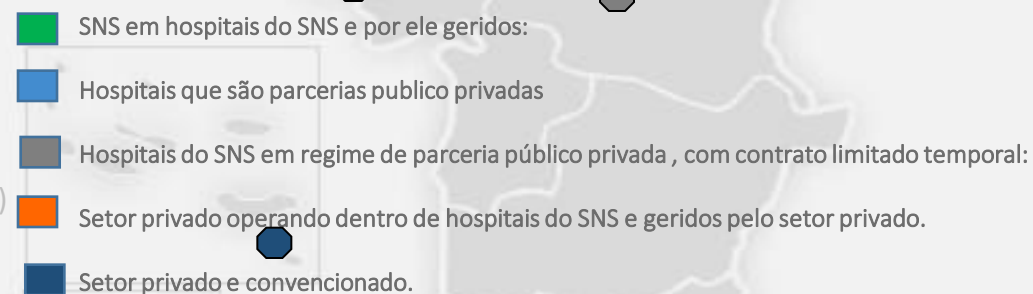 SNS em hospitais do SNS e por ele geridos:
Hospitais que são parcerias publico privadas
Hospitais do SNS em regime de parceria público privada , com contrato limitado temporal:
)
Setor privado operando dentro de hospitais do SNS e geridos pelo setor privado.
Setor privado e convencionado.